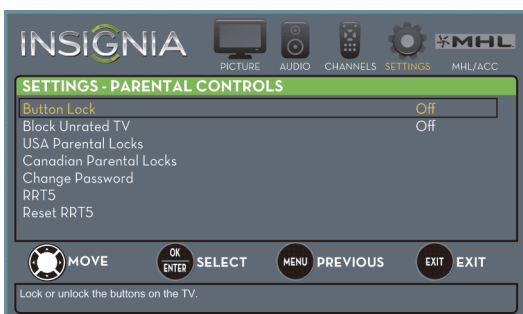 INSIGNIA
PICTURE AUDIO CHANNELS SETTINGS MHL/ACC
MHL
SETTINGS - PARENTAL CONTROLS
Button Lock Off
Block Unrated TV Off
USA Parental Locks
Canadian Parental Locks
Change Password
RRT5
Reset RRT5
MOVE OK ENTER SELECT MENU PREVIOUS EXIT EXIT
Lock or unlock the buttons on the TV.